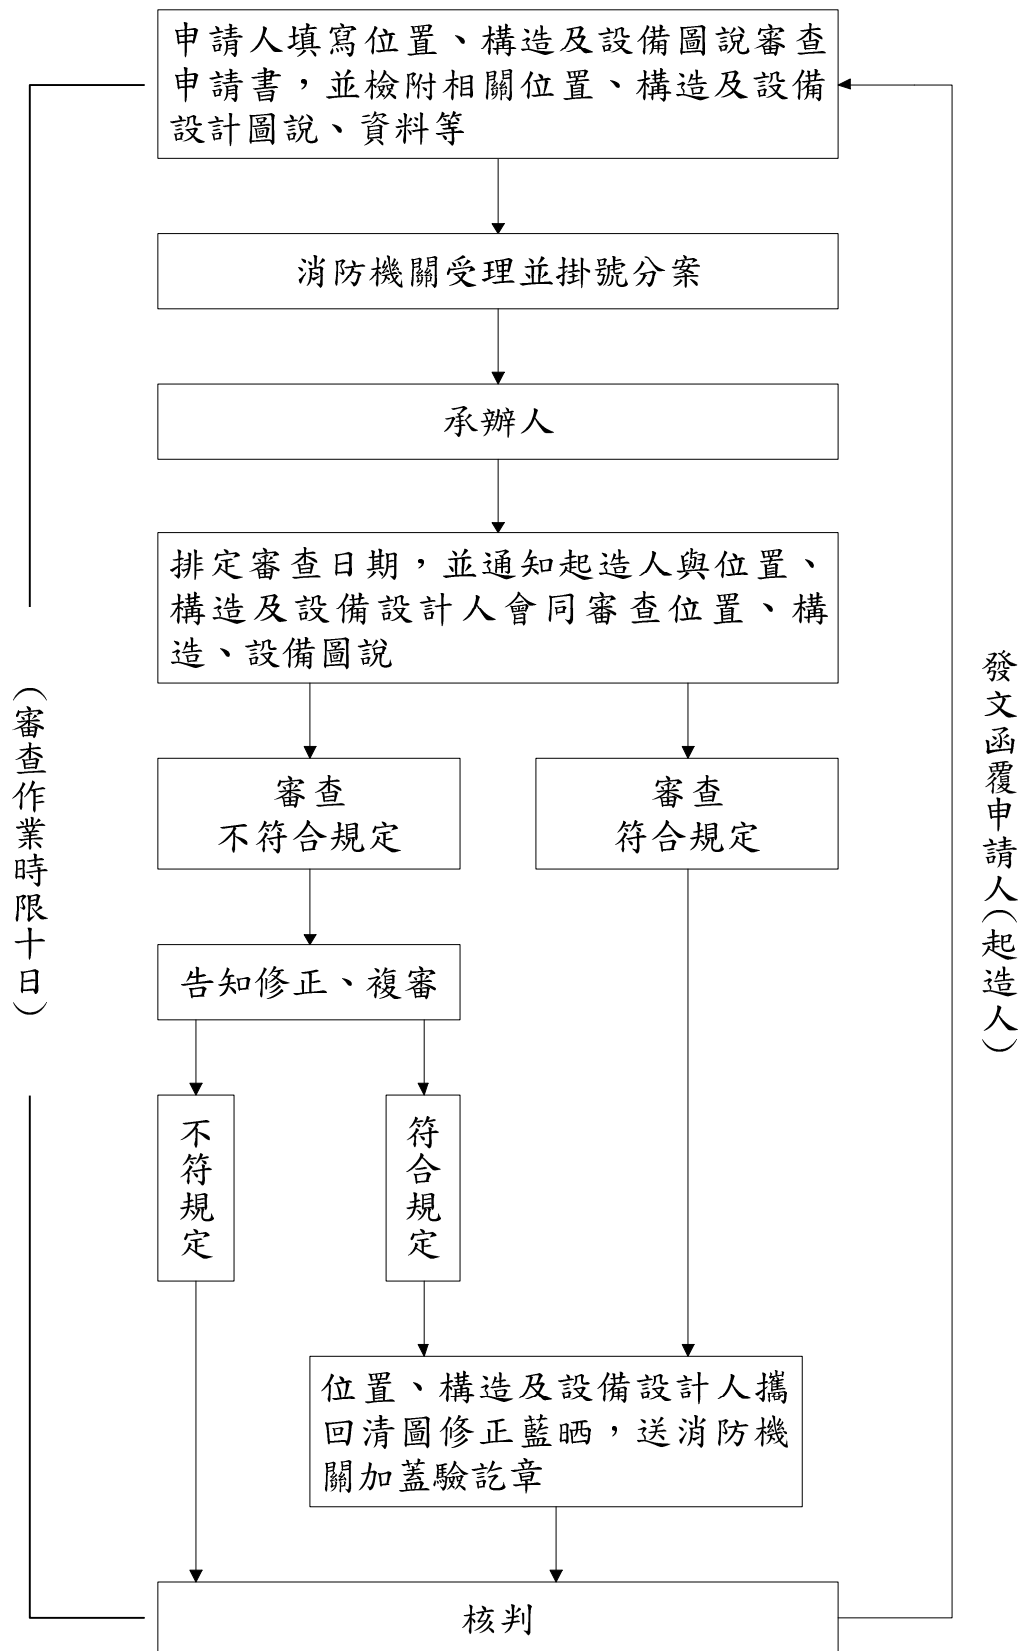 申請人填寫位置、構造及設備圖說審查
申請書，並檢附相關位置、構造及設備
設計圖說、資料等
消防機關受理並掛號分案
承辦人
排定審查日期，並通知起造人與位置、
構造及設備設計人會同審查位置、構
造、設備圖說
審查
不符合規定
審查
符合規定
告知修正、複審
不符規定
符合規定
位置、構造及設備設計人攜
回清圖修正藍晒，送消防機
關加蓋驗訖章
核判
（審查作業時限十日）
發文函覆申請人（起造人）